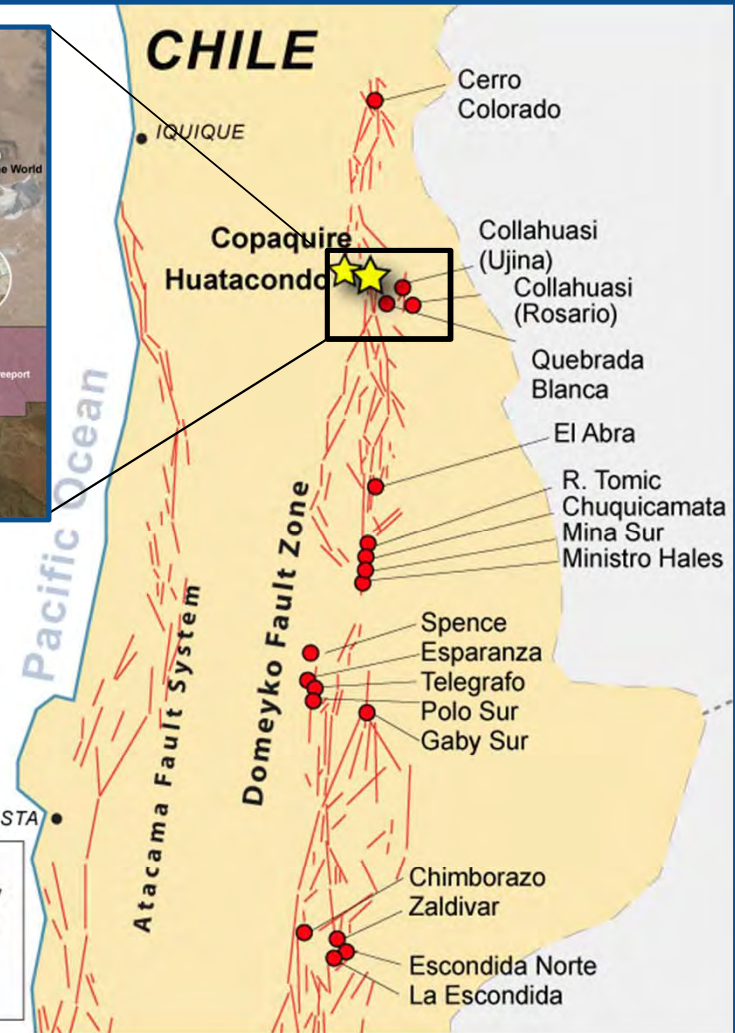 CHILE
Cerro
Colorado
IQUIQUE
e World
Copaquire
Huatacondo
Collahuasi
(Ujina)
Collahuasi
(Rosario)
Quebrada
Blanca
eeport
El Abra
R. Tomic
Chuquicamata
Mina Sur
Ministro Hales
Pacific Ocean
Atacama Fault System
Domeyko Fault Zone
Spence
Esparanza
Telegrafo
Polo Sur
Gaby Sur
STA
Chimborazo
Zaldivar
Escondida Norte
La Escondida